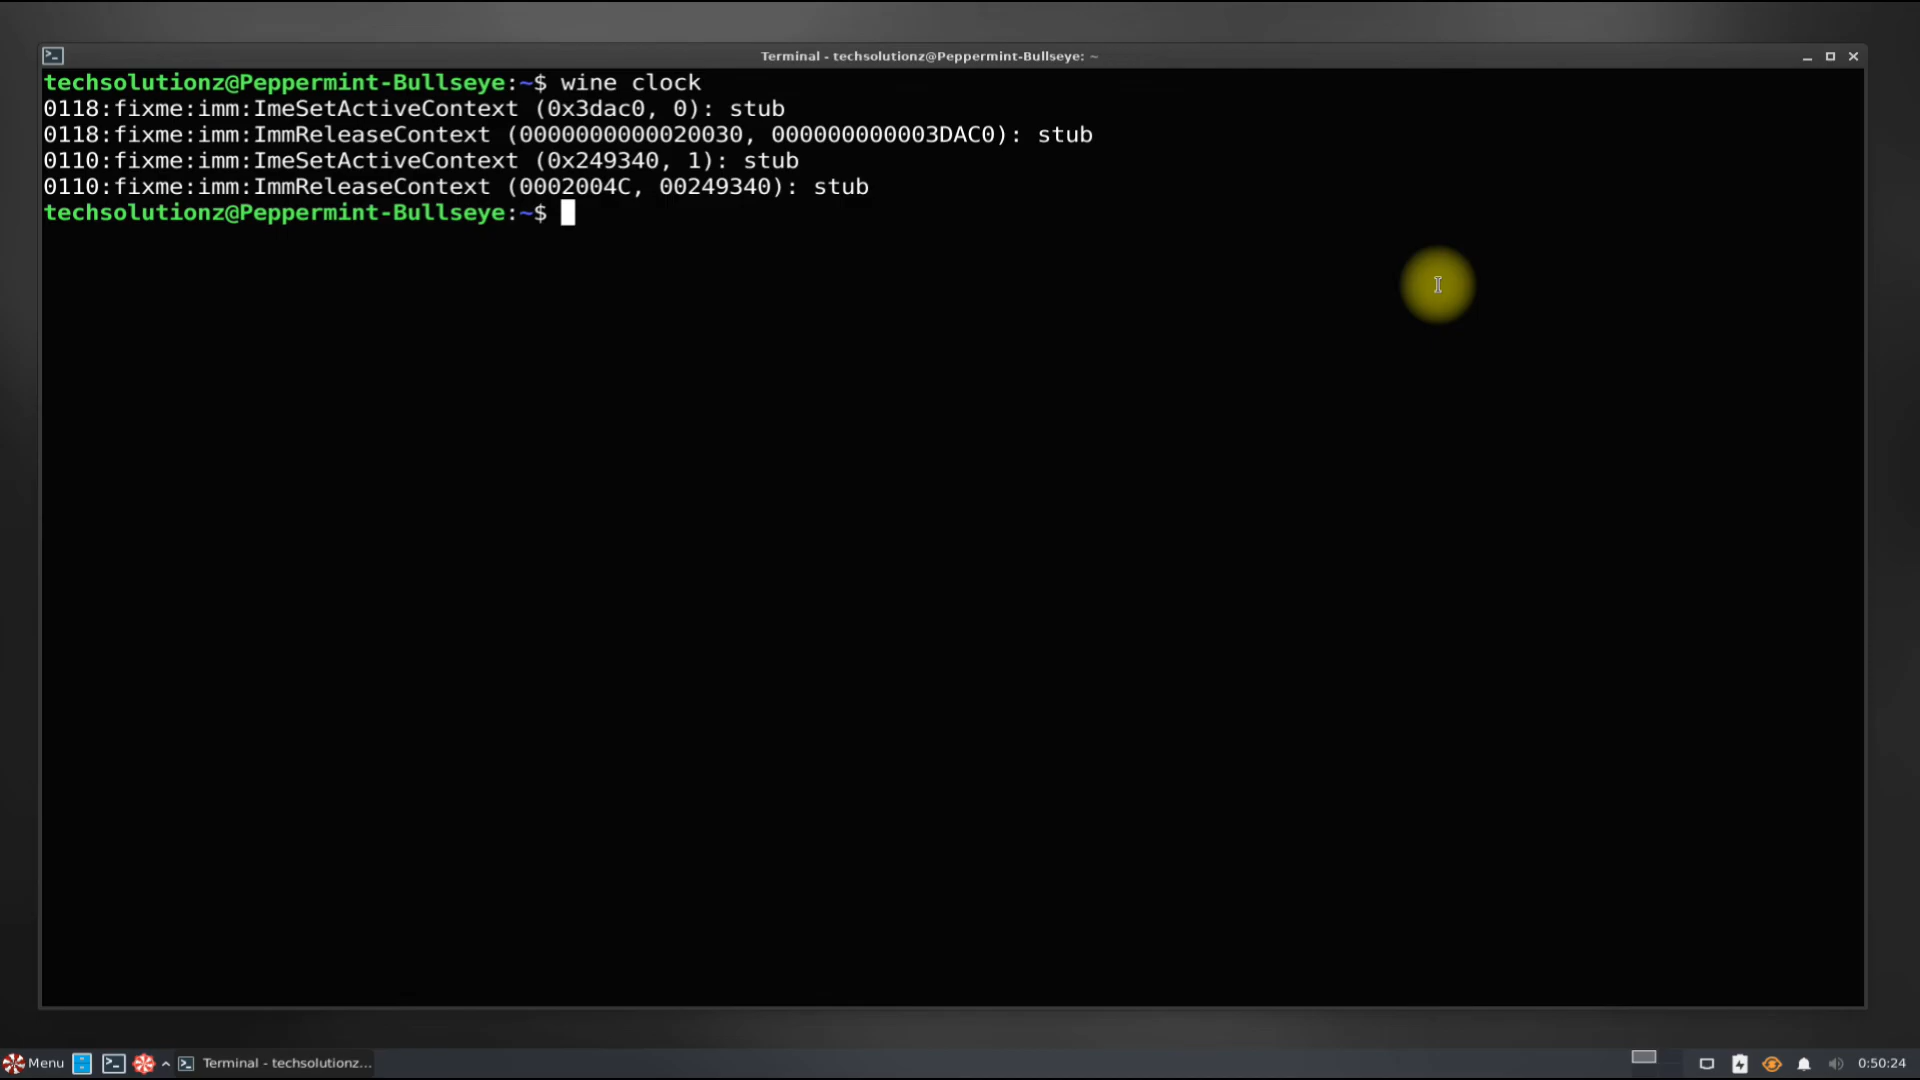 Terminal - techsolutionz@Peppermint-Bullseye: ~
techsolutionz@Peppermint-Bullseye:~$ wine clock
0118:fixme:imm:ImeSetActiveContext (0x3dac0, 0): stub
0118:fixme:imm:ImmReleaseContext (0000000000020030, 000000000003DAC0): stub
0110:fixme:imm:ImeSetActiveContext (0x249340, 1): stub
0110:fixme:imm:ImmReleaseContext (0002004C, 00249340): stub
techsolutionz@Peppermint-Bullseye:~$
Menu Terminal - techsolutionz... 0:50:24